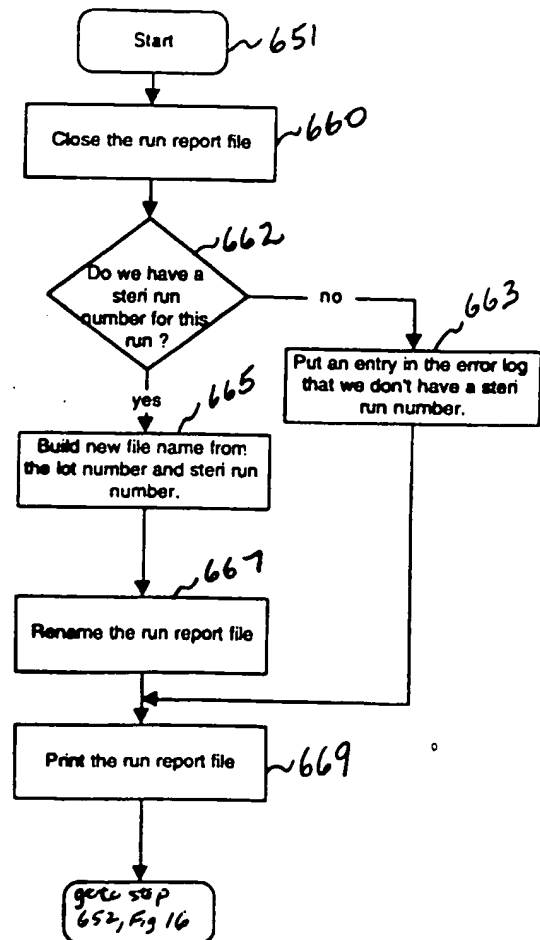 Start
651
Close the run report file
660
662
Do we have a
steri run
number for this
run ?
no
663
Put an entry in the error log
that we don't have a steri
run number.
yes
665
Build new file name from
the lot number and steri run
number.
667
Rename the run report file
Print the run report file
669
goto step
652, Fig 16